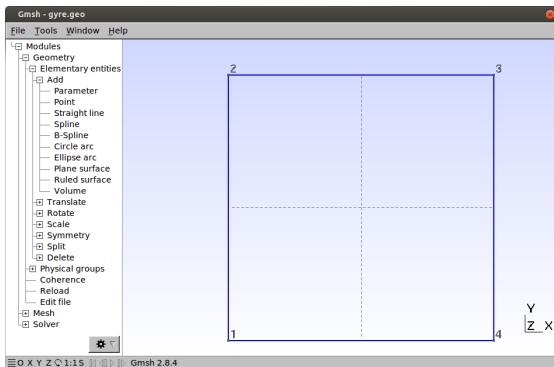 Gmsh - gyre.geo
File Tools Window Help
Modules
Geometry
Elementary entities
Add
Parameter
Point
Straight line
Spline
B-Spline
Circle arc
Ellipse arc
Plane surface
Ruled surface
Volume
Translate
Rotate
Scale
Symmetry
Split
Delete
Physical groups
Coherence
Reload
Edit file
Mesh
Solver
2 3
1 4
Y
Z X
O X Y Z 1:1 S Gmsh 2.8.4